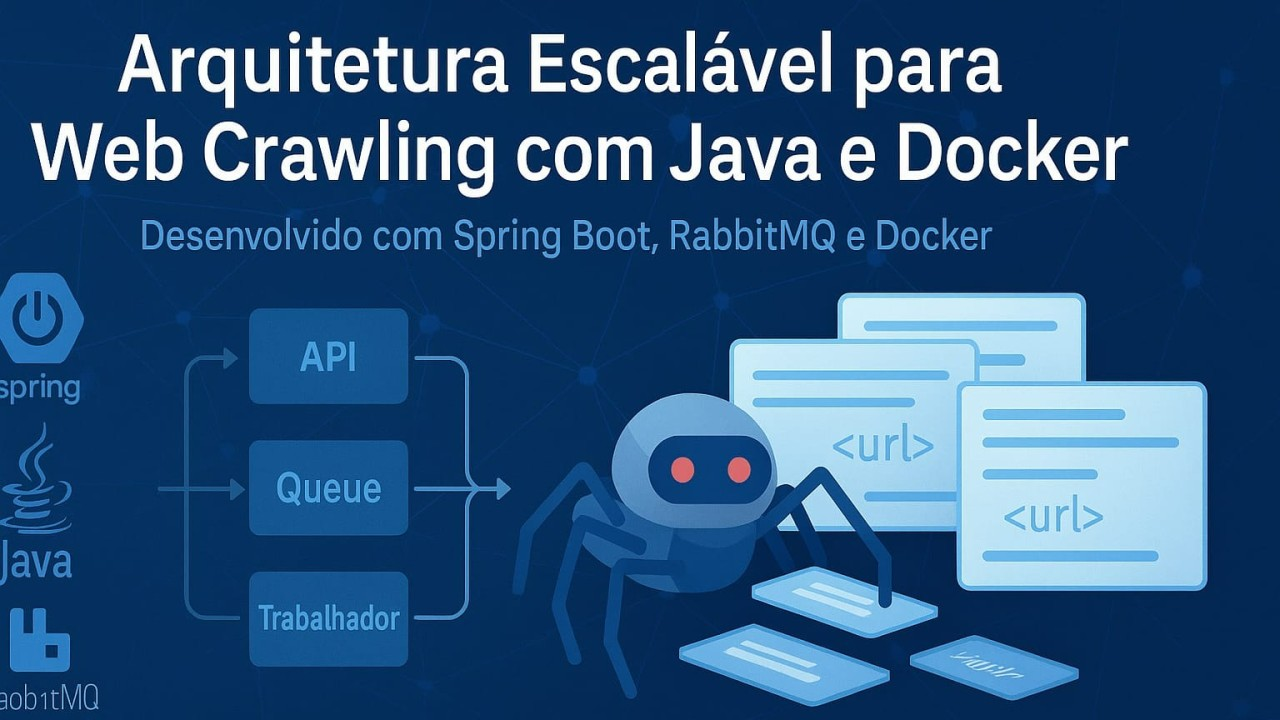 Arquitetura Escalável para
Web Crawling com Java e Docker
Desenvolvido com Spring Boot, RabbitMQ e Docker
spring
Java
aob1tMQ
API
Queue
Trabalhador
<url>
<url>